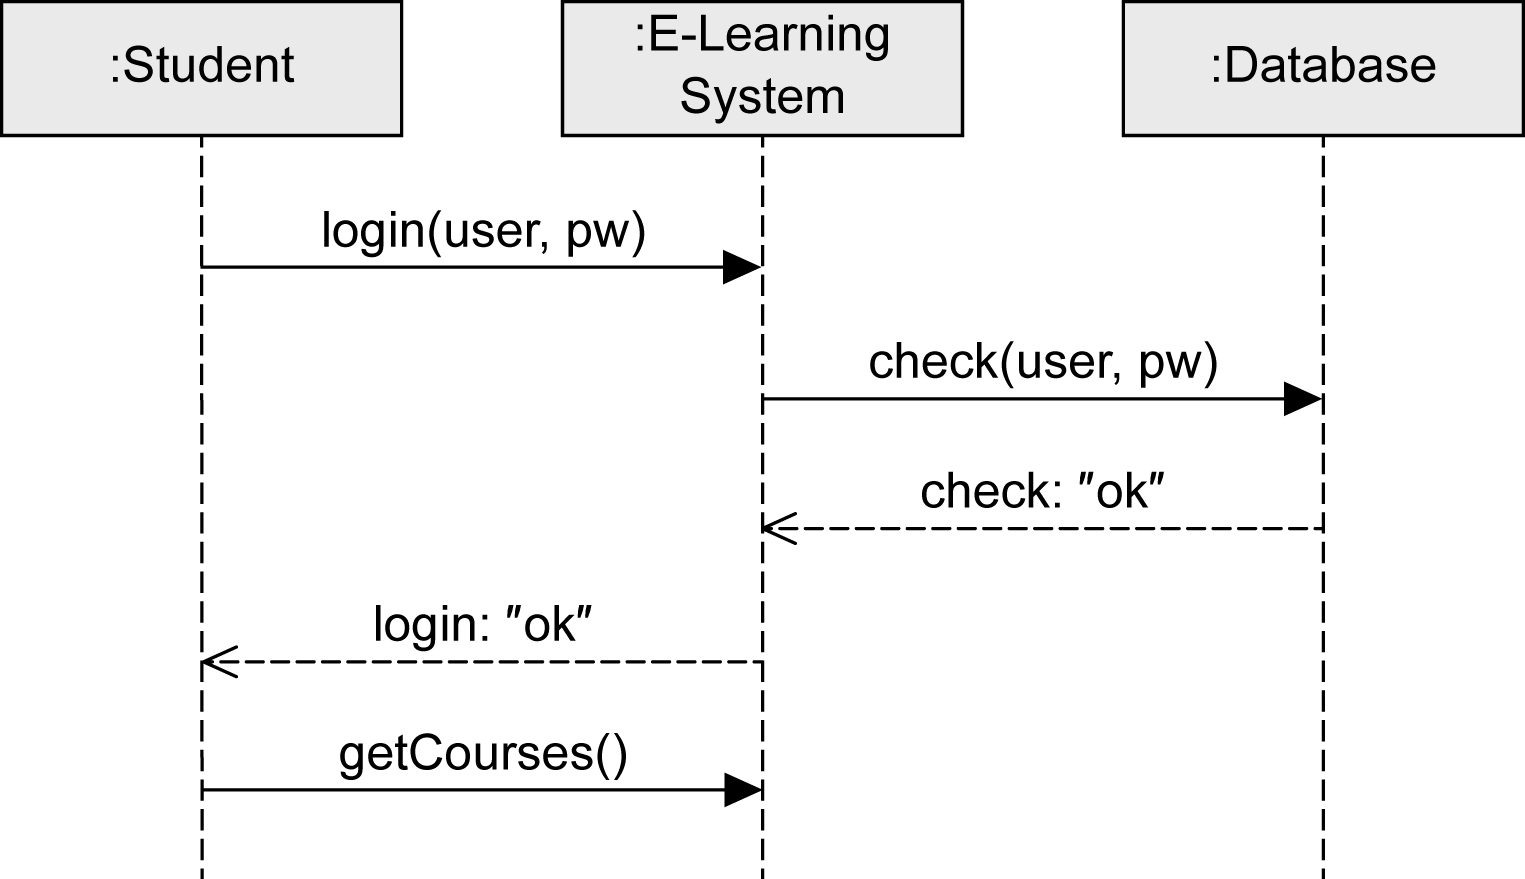 :Student
:E-Learning
System
:Database
login(user, pw)
check(user, pw)
check: "ok"
login: "ok"
getCourses()